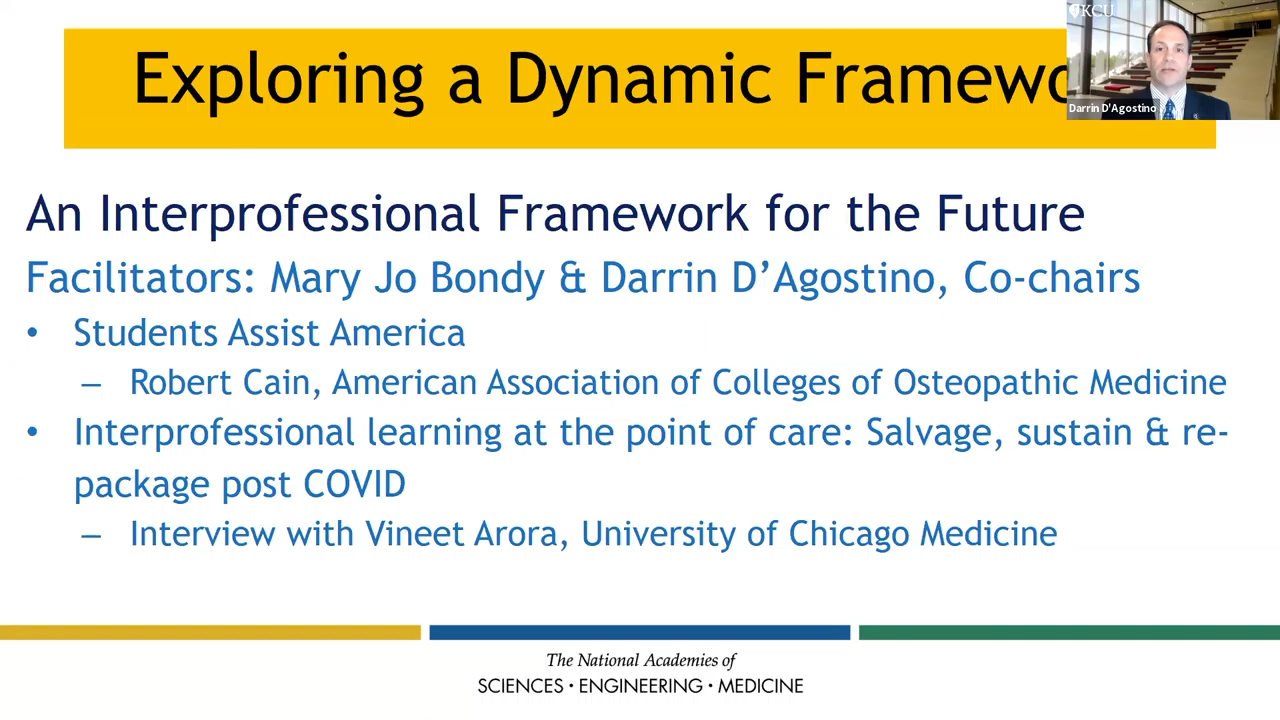 KCU
Exploring a Dynamic Framewo
Darrin D'Agostino
An Interprofessional Framework for the Future
Facilitators: Mary Jo Bondy & Darrin D’Agostino, Co-chairs
• Students Assist America
– Robert Cain, American Association of Colleges of Osteopathic Medicine
• Interprofessional learning at the point of care: Salvage, sustain & re-
package post COVID
– Interview with Vineet Arora, University of Chicago Medicine
The National Academies of
SCIENCES · ENGINEERING · MEDICINE